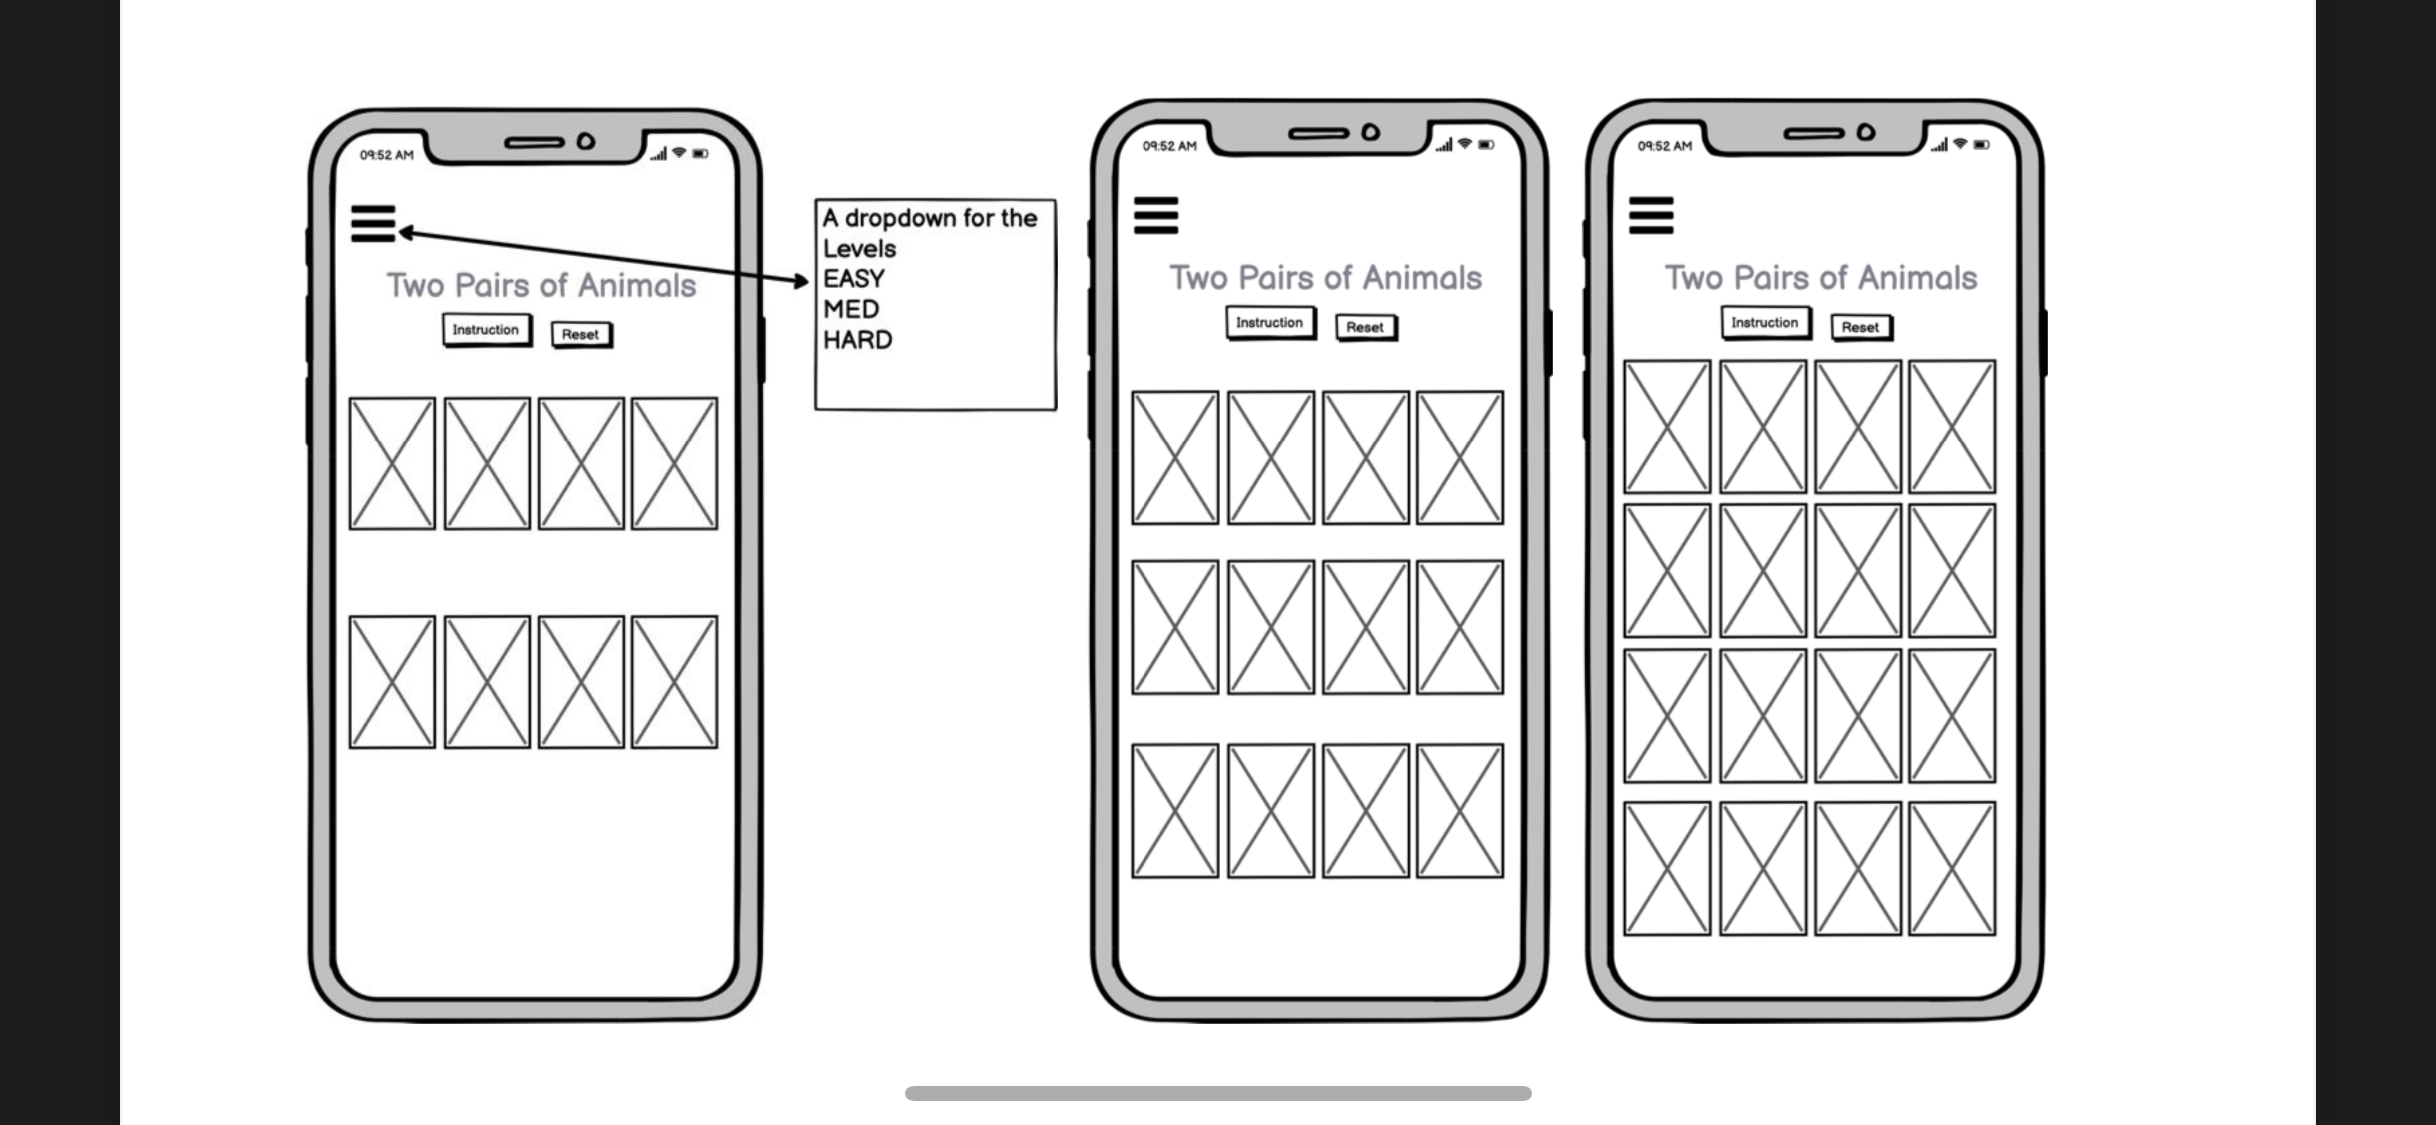 09:52 AM
Two Pairs of Animals
Instruction
Reset
A dropdown for the
Levels
EASY
MED
HARD
09:52 AM
Two Pairs of Animals
Instruction
Reset
09:52 AM
Two Pairs of Animals
Instruction
Reset